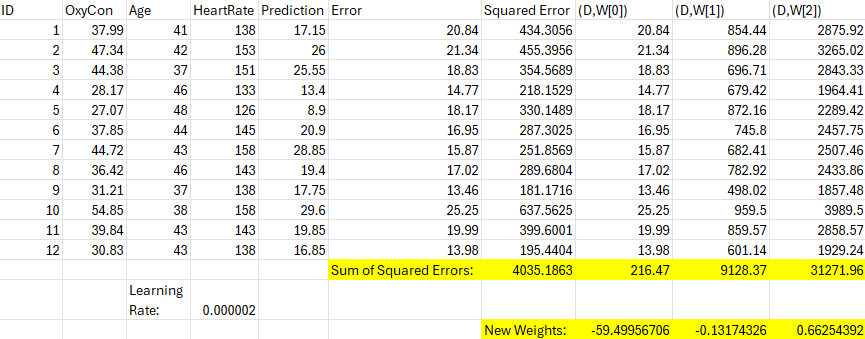 ID OxyCon Age HeartRate Prediction Error Squared Error (D,W[0]) (D,W[1]) (D,W[2])
1 37.99 41 138 17.15 20.84 434.3056 20.84 854.44 2875.92
2 47.34 42 153 26 21.34 455.3956 21.34 896.28 3265.02
3 44.38 37 151 25.55 18.83 354.5689 18.83 696.71 2843.33
4 28.17 46 133 13.4 14.77 218.1529 14.77 679.42 1964.41
5 27.07 48 126 8.9 18.17 330.1489 18.17 872.16 2289.42
6 37.85 44 145 20.9 16.95 287.3025 16.95 745.8 2457.75
7 44.72 43 158 28.85 15.87 251.8569 15.87 682.41 2507.46
8 36.42 46 143 19.4 17.02 289.6804 17.02 782.92 2433.86
9 31.21 37 138 17.75 13.46 181.1716 13.46 498.02 1857.48
10 54.85 38 158 29.6 25.25 637.5625 25.25 959.5 3989.5
11 39.84 43 143 19.85 19.99 399.6001 19.99 859.57 2858.57
12 30.83 43 138 16.85 13.98 195.4404 13.98 601.14 1929.24
Sum of Squared Errors: 4035.1863 216.47 9128.37 31271.96
Learning
Rate: 0.000002
New Weights: -59.49956706 -0.13174326 0.66254392